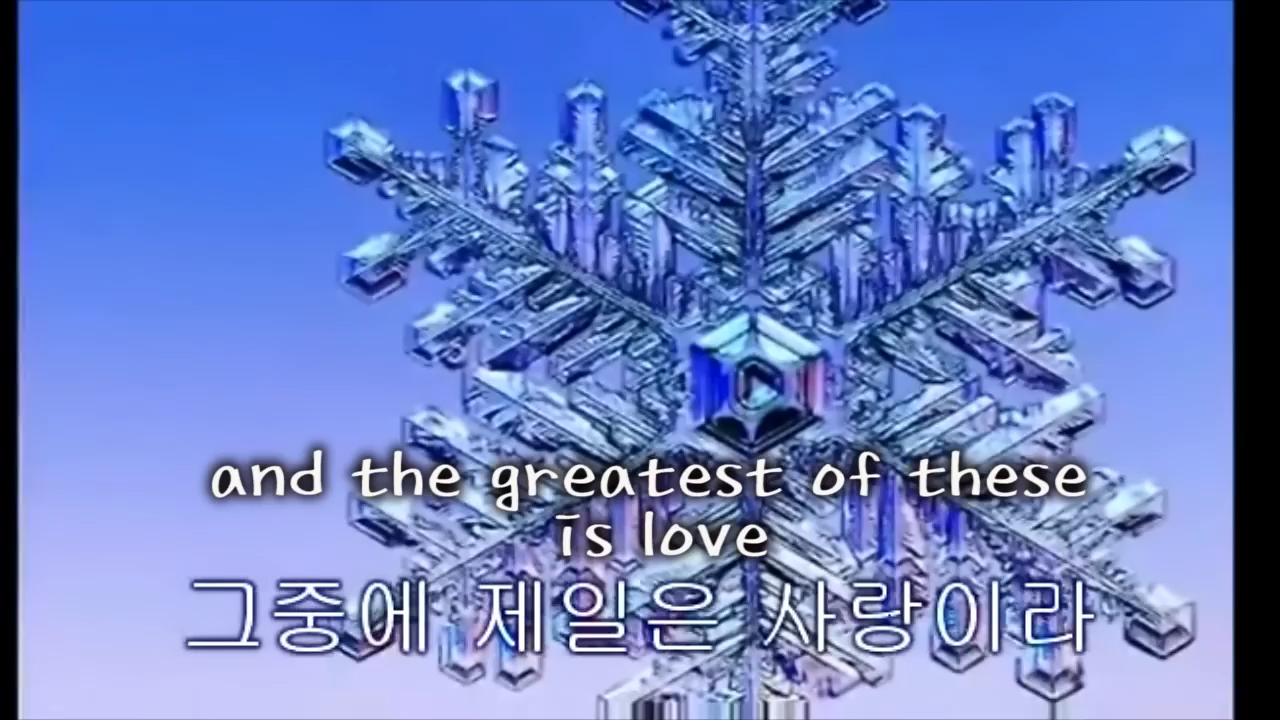 and the greatest of these
is love
그중에 제일은 사랑이라